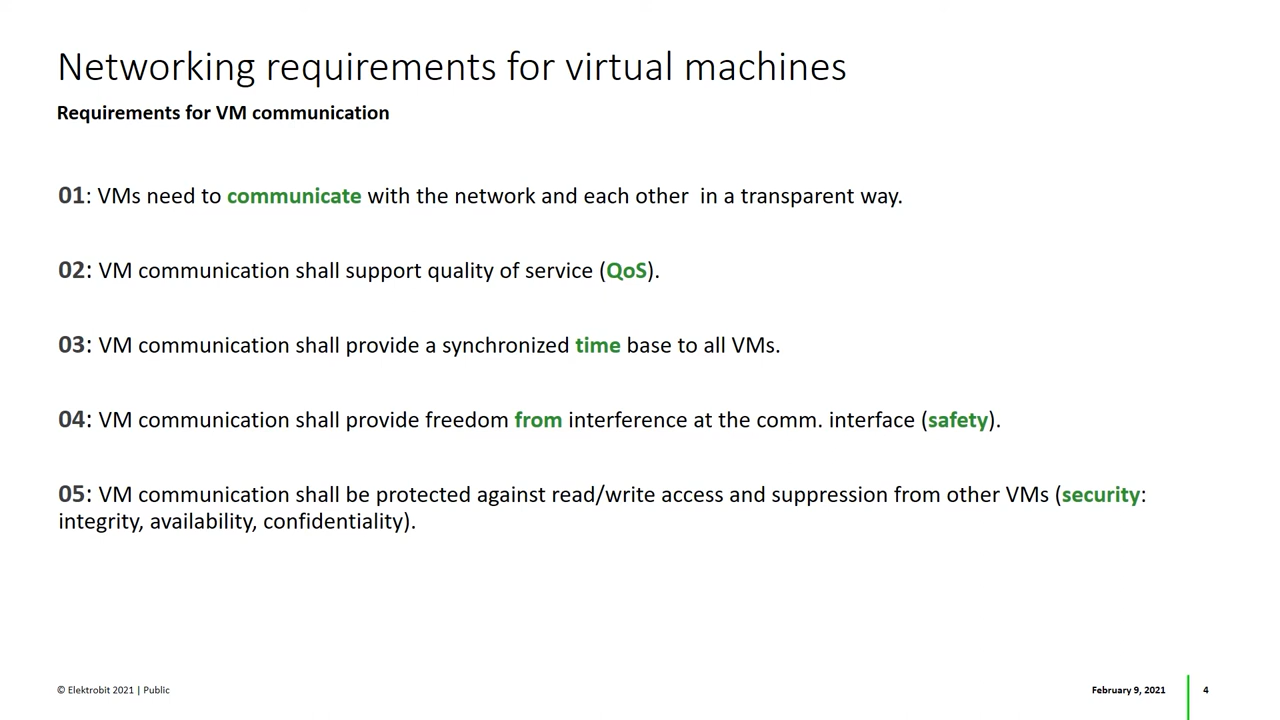 Networking requirements for virtual machines
Requirements for VM communication
01: VMs need to communicate with the network and each other  in a transparent way.
02: VM communication shall support quality of service (QoS).
03: VM communication shall provide a synchronized time base to all VMs.
04: VM communication shall provide freedom from interference at the comm. interface (safety).
05: VM communication shall be protected against read/write access and suppression from other VMs (security:
integrity, availability, confidentiality).
© Elektrobit 2021 | Public
February 9, 2021
4